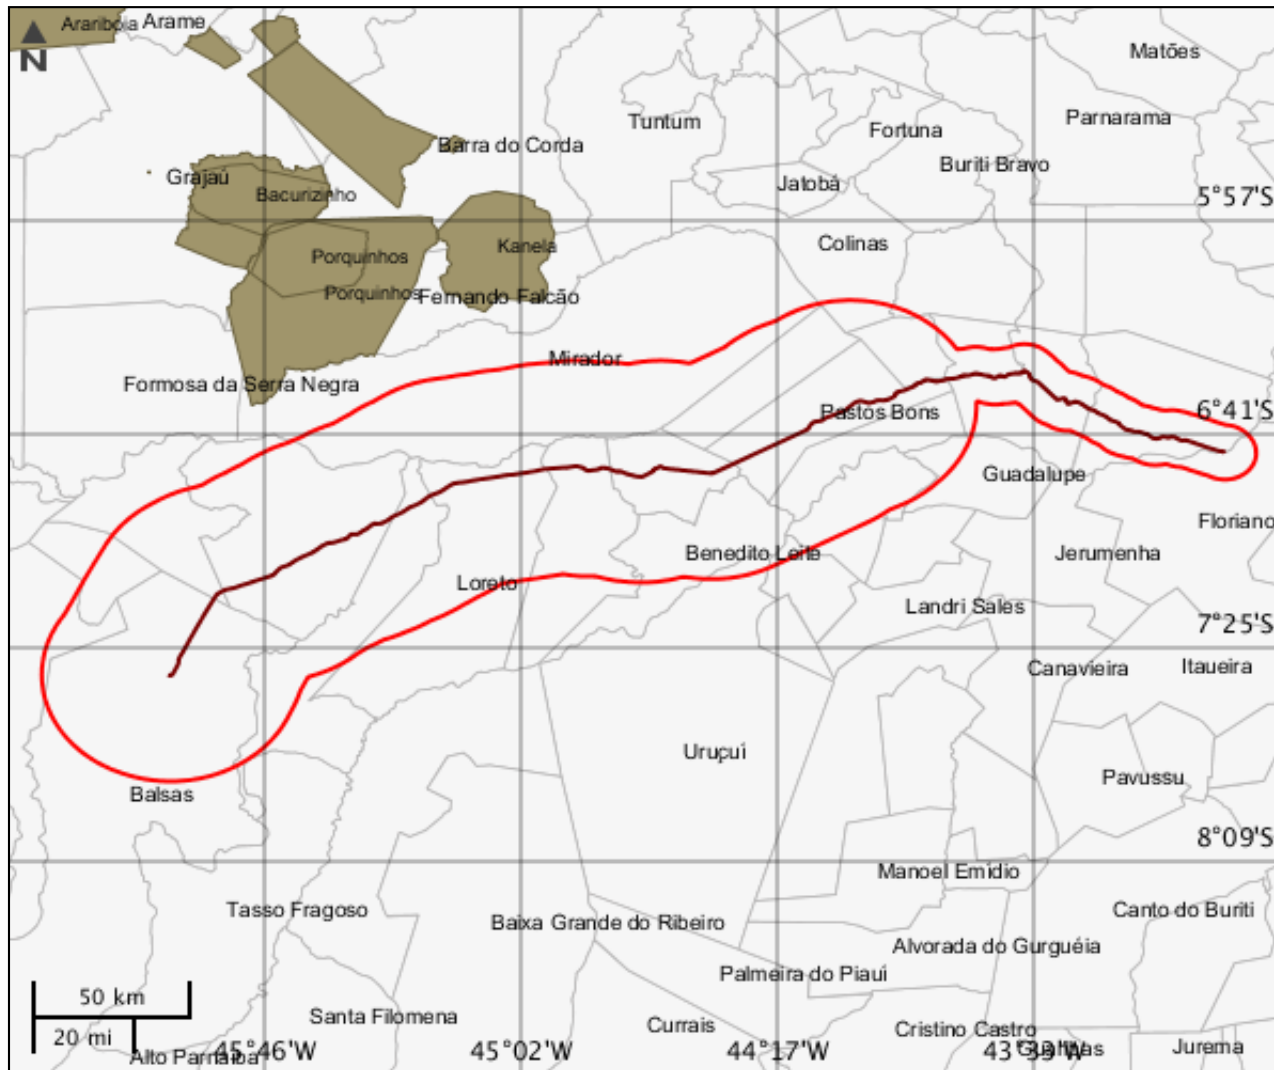 Arariboia
Arame
N
Matões
Tuntum
Parnarama
Fortuna
Barra do Corda
Buriti Bravo
Grajaú
Jatobá
Bacurizinho
5°57'S
Colinas
Kanela
Porquinhos
Porquinhos
Fernando Falcão
Mirador
Formosa da Serra Negra
Pastos Bons
6°41'S
Guadalupe
Floriano
Benedito Leite
Jerumenha
Loreto
Landri Sales
7°25'S
Canavieira
Itaueira
Uruçuí
Pavussu
Balsas
8°09'S
Manoel Emídio
Tasso Fragoso
Canto do Buriti
Baixa Grande do Ribeiro
Alvorada do Gurguéia
Palmeira do Piauí
50 km
Santa Filomena
Currais
Cristino Castro
20 mi
Alto Parnaíba
45°46'W
45°02'W
44°17'W
43°33'W
Jurema